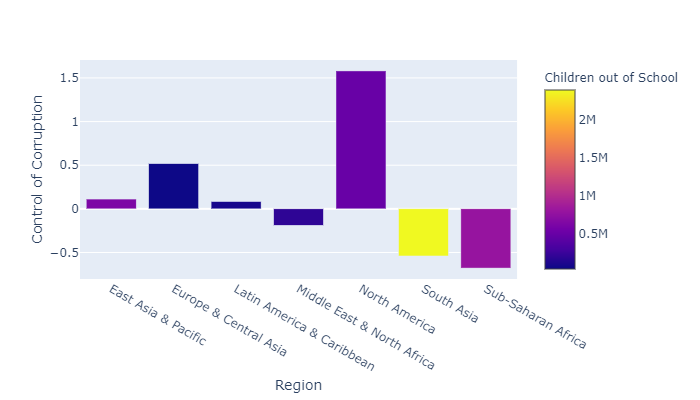 Children out of School
2M
1.5M
1M
0.5M
Control of Corruption
1.5
1
0.5
0
−0.5
East Asia & Pacific
Europe & Central Asia
Latin America & Caribbean
Middle East & North Africa
North America
South Asia
Sub-Saharan Africa
Region